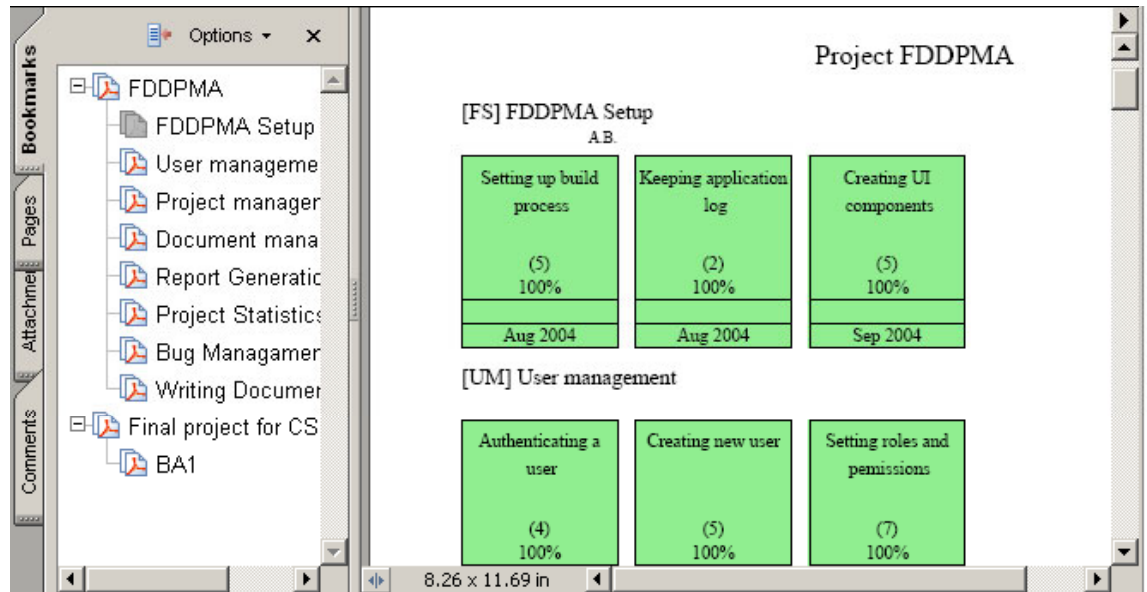 Options
Bookmarks
Pages
Attachmer
Comments
FDDPMA
FDDPMA Setup
User manageme
Project manager
Document mana
Report Generatic
Project Statistics
Bug Managamer
Writing Documer
Final project for CS
BA1
Project FDDPMA
[FS] FDDPMA Setup
A.B.
Setting up build
process
(5)
100%
Aug 2004
Keeping application
log
(2)
100%
Aug 2004
Creating UI
components
(5)
100%
Sep 2004
[UM] User management
Authenticating a
user
(4)
100%
Creating new user
(5)
100%
Setting roles and
pemissions
(7)
100%
8.26 x 11.69 in